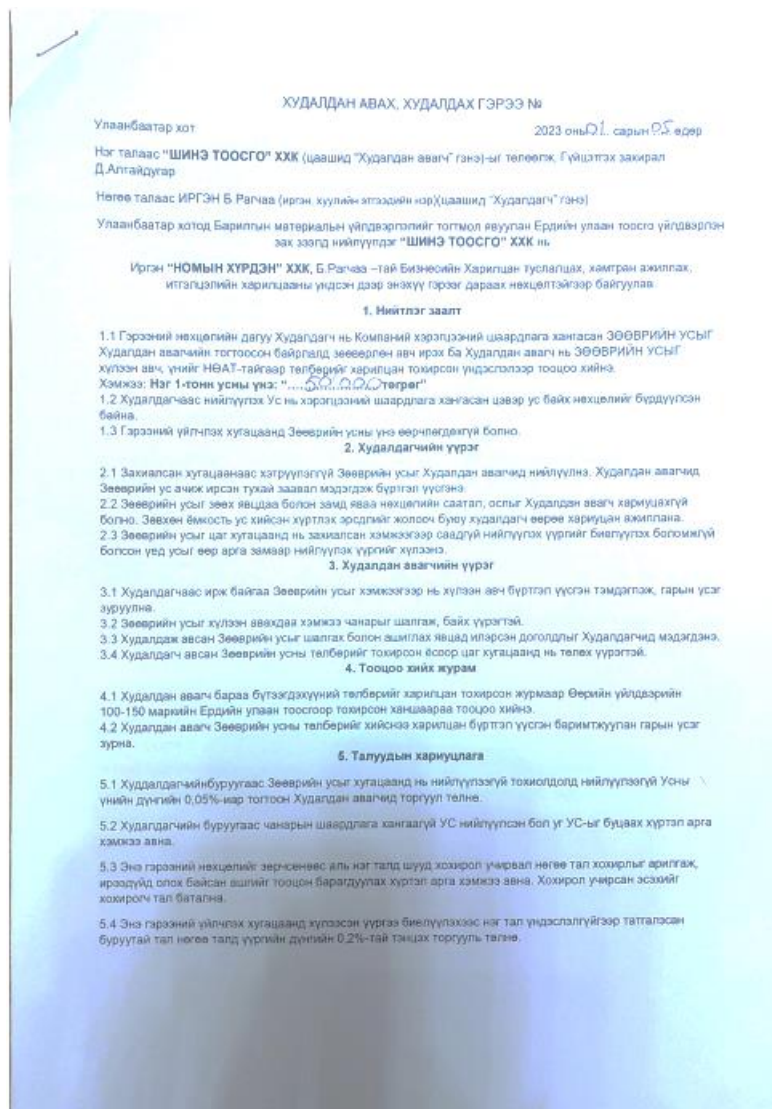 ХУДАЛДАН АВАХ, ХУДАЛДАХ ГЭРЭЭ №
Улаанбаатар хот 2023 оны 01. сарын 05 өдөр
Нэг талаас "ШИНЭ ТООСГО" ХХК (цаашид "Худалдан авагч" гэнэ)-ыг төлөөлж, Гүйцэтгэх захирал
Д.Алтайдугар
Нөгөө талаас ИРГЭН Б Рагчаа (иргэн, хуулийн этгээдийн нэр)(цаашид "Худалдагч" гэнэ)
Улаанбаатар хотод Барилгын материалын үйлдвэрлэлийг тогтмол явуулан Ердийн улаан тоосго үйлдвэрлэн
зах зээлд нийлүүлдэг "ШИНЭ ТООСГО" ХХК нь
Иргэн "НОМЫН ХҮРДЭН" ХХК, Б.Рагчаа –тай Бизнесийн Харилцан туслалцах, хамтран ажиллах,
итгэлцэлийн харилцааны үндсэн дээр энэхүү гэрээг дараах нөхцөлтэйгээр байгуулав.
1. Нийтлэг заалт
1.1 Гэрээний нөхцөлийн дагуу Худалдагч нь Компаний хэрэгцээний шаардлага хангасан ЗӨӨВРИЙН УСЫГ
Худалдан авагчийн тогтоосон байрлалд зөөвөрлөн авч ирэх ба Худалдан авагч нь ЗӨӨВРИЙН УСЫГ
хүлээн авч, үнийг НӨАТ-тайгаар төлбөрийг харилцан тохирсон үндэслэлээр тооцоо хийнэ.
Хэмжээ: Нэг 1-тонн усны үнэ: "....50.000төгрөг"
1.2 Худалдагчаас нийлүүлэх Ус нь хэрэгцээний шаардлага хангасан цэвэр ус байх нөхцөлийг бүрдүүлсэн
байна.
1.3 Гэрээний үйлчлэх хугацаанд Зөөврийн усны үнэ өөрчлөгдөхгүй болно.
2. Худалдагчийн үүрэг
2.1 Захиалсан хугацаанаас хэтрүүлэлгүй Зөөврийн усыг Худалдан авагчид нийлүүлнэ. Худалдан авагчид
Зөөврийн ус ачиж ирсэн тухай заавал мэдэгдэж бүртгэл үүсгэнэ.
2.2 Зөөврийн усыг зөөх явцдаа болон замд яваа нөхцөлийн саатал, ослыг Худалдан авагч хариуцахгүй
болно. Зөвхөн ёмкость ус хийсэн хүртлэх эрсдлийг жолооч буюу худалдагч өөрөө хариуцан ажиллана.
2.3 Зөөврийн усыг цаг хугацаанд нь захиалсан хэмжээгээр саадгүй нийлүүлэх үүргийг биелүүлэх боломжгүй
болсон үед усыг өөр арга замаар нийлүүлэх үүргийг хүлээнэ.
3. Худалдан авагчийн үүрэг
3.1 Худалдагчаас ирж байгаа Зөөврийн усыг хэмжээгээр нь хүлээн авч бүртгэл үүсгэн тэмдэглэж, гарын үсэг
зуруулна.
3.2 Зөөврийн усыг хүлээн авахдаа хэмжээ чанарыг шалгаж, байх үүрэгтэй.
3.3 Худалдаж авсан Зөөврийн усыг шалгах болон ашиглах явцад илэрсэн доголдлыг Худалдагчид мэдэгдэнэ.
3.4 Худалдагч авсан Зөөврийн усны төлбөрийг тохирсон ёсоор цаг хугацаанд нь төлөх үүрэгтэй.
4. Тооцоо хийх журам
4.1 Худалдан авагч бараа бүтээгдэхүүний төлбөрийг харилцан тохирсон журмаар Өөрийн үйлдвэрийн
100-150 маркийн Ердийн улаан тоосгоор тохирсон ханшаараа тооцоо хийнэ.
4.2 Худалдан авагч Зөөврийн усны төлбөрийг хийснээ харилцан бүртгэл үүсгэн баримтжуулан гарын үсэг
зурна.
5. Талуудын хариуцлага
5.1 Худдалдагчийнбуруугаас Зөөврийн усыг хугацаанд нь нийлүүлээгүй тохиолдолд нийлүүлээгүй Усны
үнийн дүнгийн 0,05%-иар тогтоон Худалдан авагчид торгуул төлнө.
5.2 Худалдагчийн буруугаас чанарын шаардлага хангаагүй УС нийлүүлсэн бол уг УС-ыг буцаах хүртэл арга
хэмжээ авна.
5.3 Энэ гэрээний нөхцөлийг зөрчсөнөөс аль нэг талд шууд хохирол учирвал нөгөө тал хохирлыг арилгаж,
ирээдүйд олох байсан ашгийг тооцон барагдуулах хүртэл арга хэмжээ авна. Хохирол учирсан эсэхийг
хохирогч тал батална.
5.4 Энэ гэрээний үйлчлэх хугацаанд хүлээсэн үүргээ биелүүлэхээс нэг тал үндэслэлгүйгээр татгалзсан
буруутай тал нөгөө талд үүргийн дүнгийн 0,2%-тай тэнцэх торгууль төлнө.